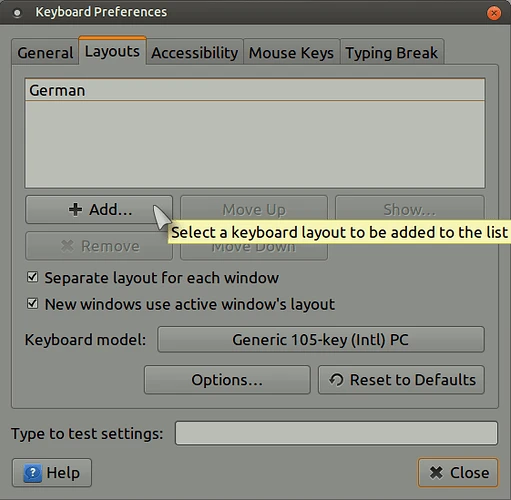 Keyboard Preferences
General Layouts Accessibility Mouse Keys Typing Break
German
Add... Move Up Show...
Select a keyboard layout to be added to the list
Remove Move Down
Separate layout for each window
New windows use active window's layout
Keyboard model: Generic 105-key (Intl) PC
Options... Reset to Defaults
Type to test settings:
Help Close